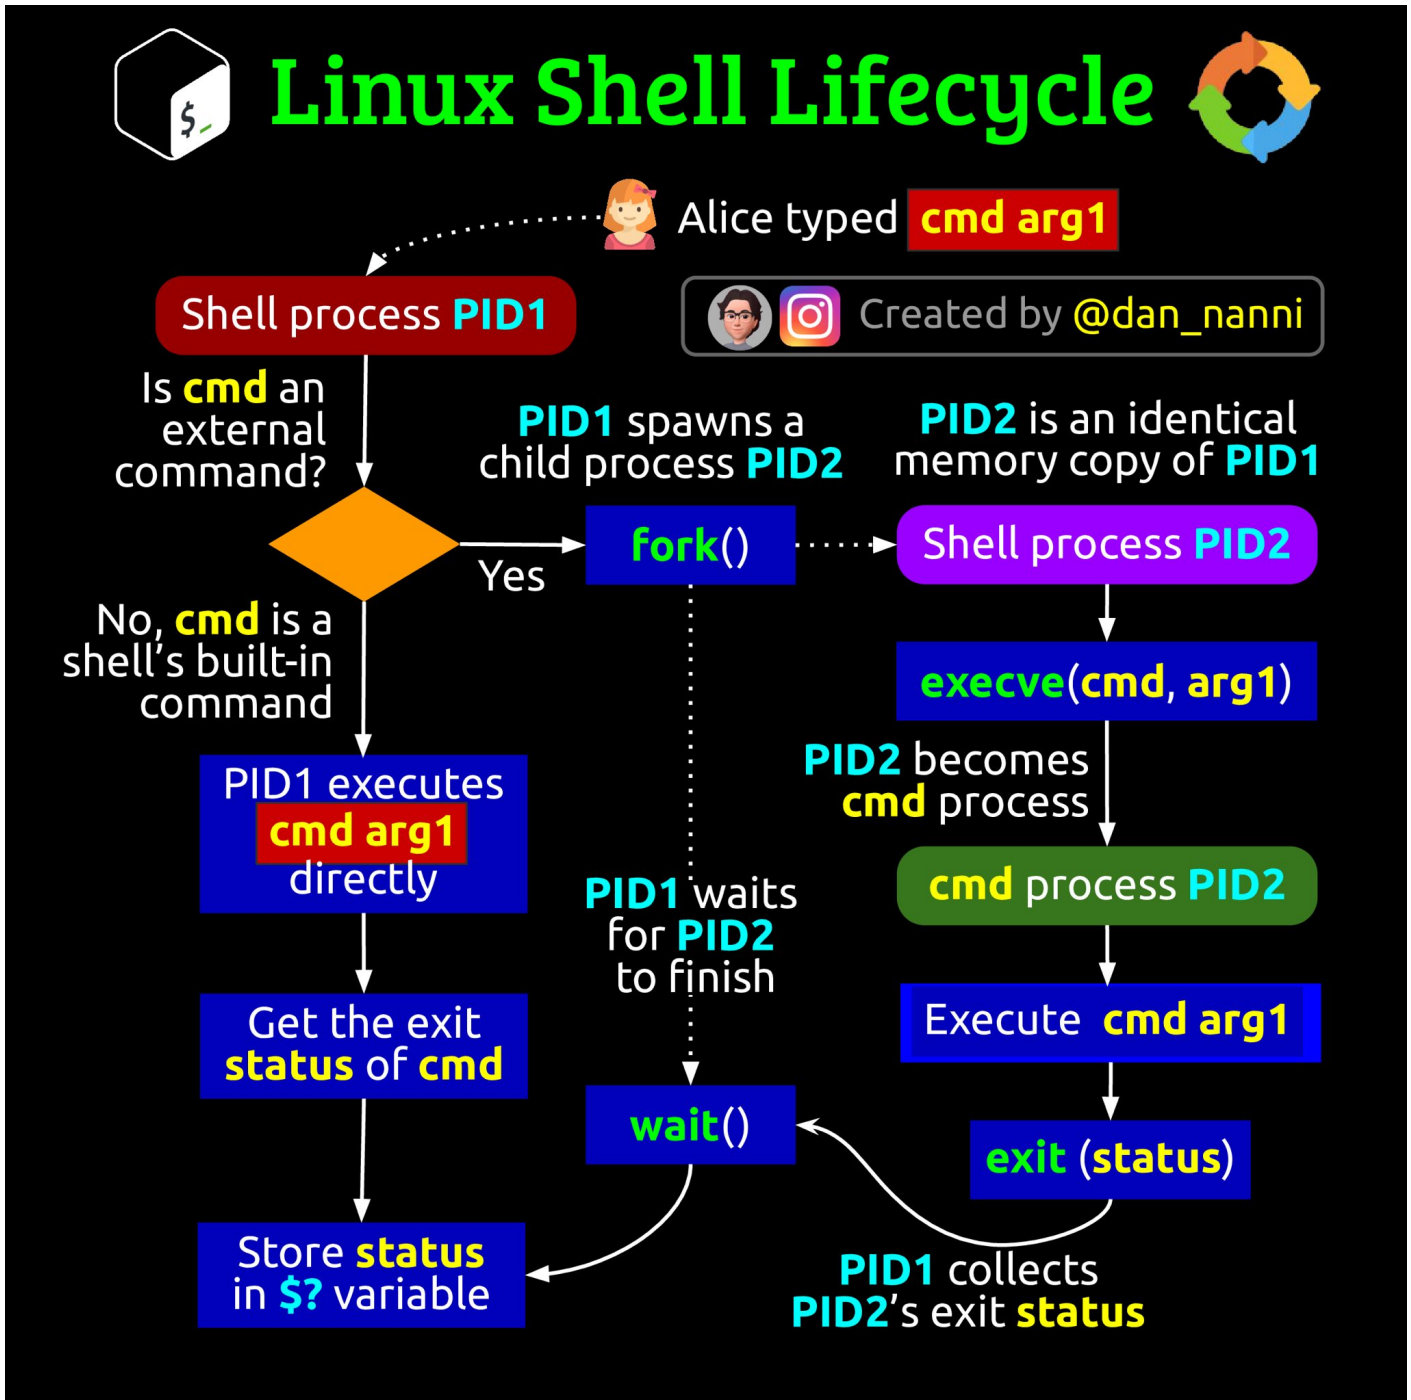 $_
Linux Shell Lifecycle
Alice typed cmd arg1
Shell process PID1
Created by @dan_nanni
Is cmd an
external
command?
PID1 spawns a
child process PID2
PID2 is an identical
memory copy of PID1
Yes
fork()
Shell process PID2
No, cmd is a
shell’s built-in
command
execve(cmd, arg1)
PID2 becomes
cmd process
PID1 executes
cmd arg1
directly
PID1 waits
for PID2
to finish
cmd process PID2
Get the exit
status of cmd
Execute cmd arg1
wait()
exit (status)
Store status
in $? variable
PID1 collects
PID2’s exit status